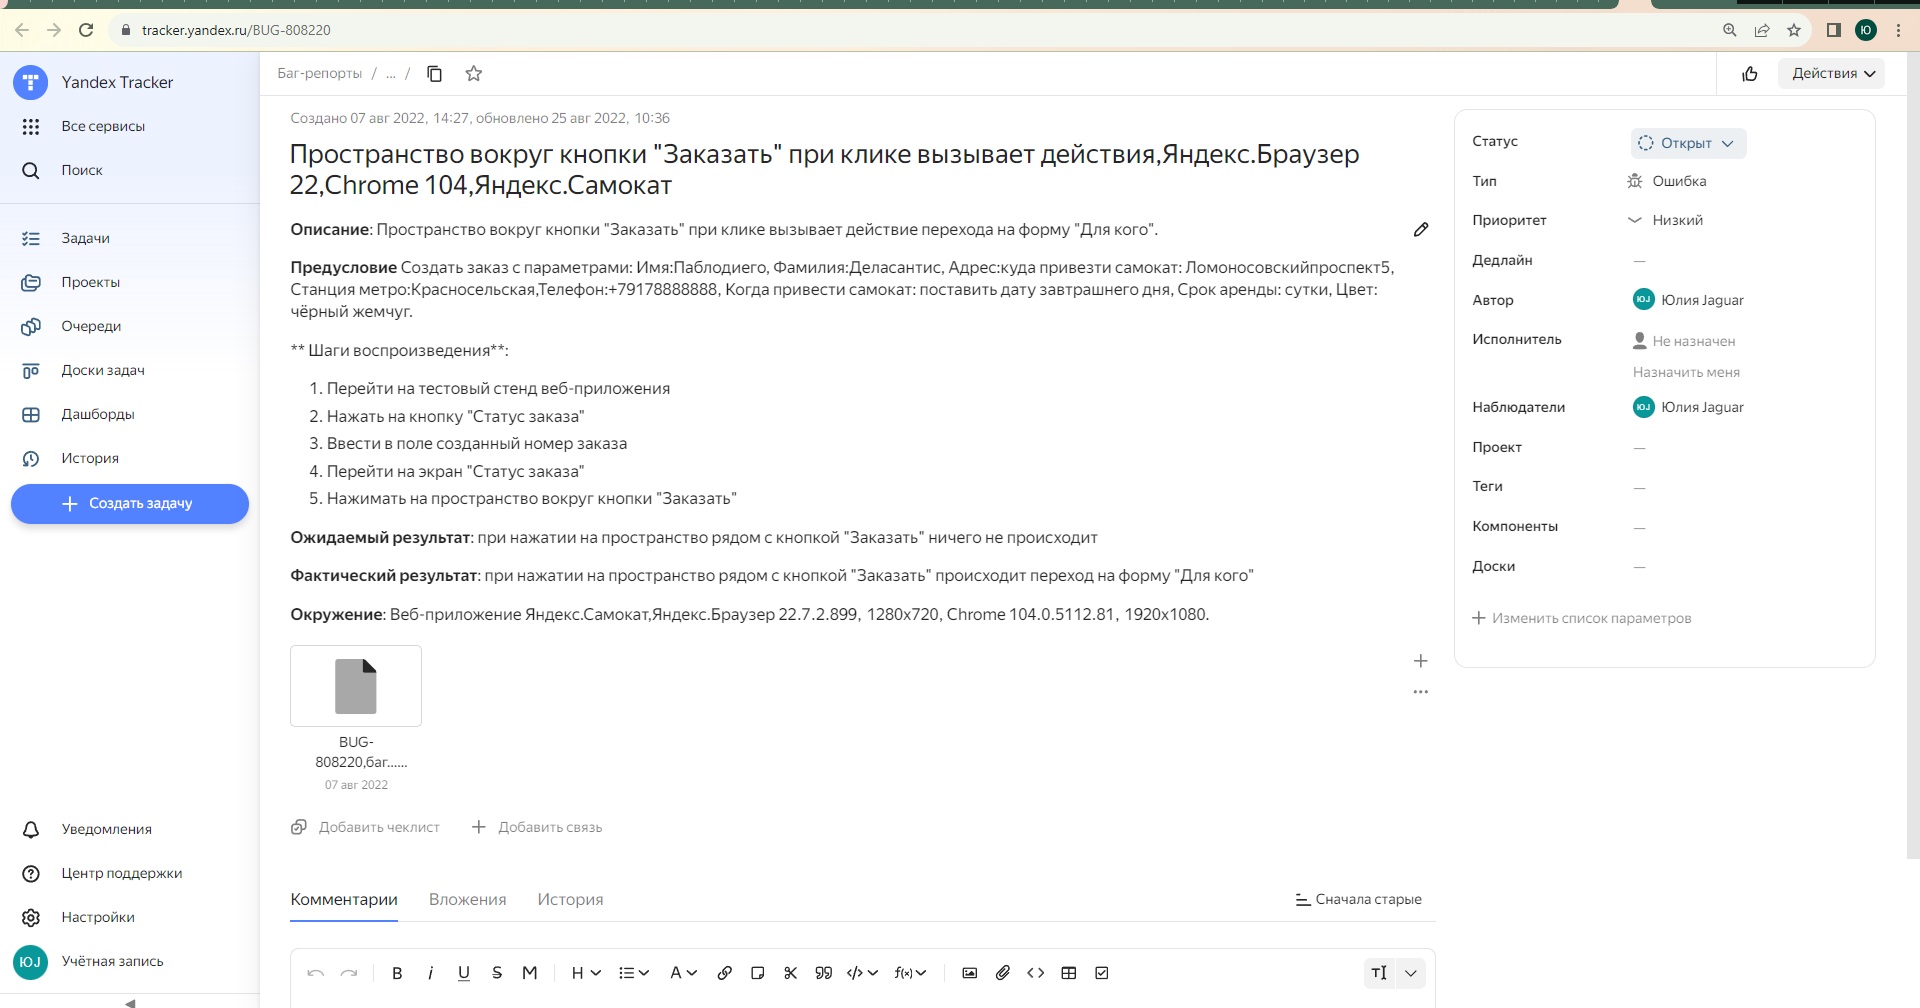 tracker.yandex.ru/BUG-808220
Ю
Yandex Tracker
Все сервисы
Поиск
Задачи
Проекты
Очереди
Доски задач
Дашборды
История
Создать задачу
Уведомления
Центр поддержки
Настройки
ЮJ Учётная запись
Баг-репорты / ... /
Действия
Создано 07 авг 2022, 14:27, обновлено 25 авг 2022, 10:36
Пространство вокруг кнопки "Заказать" при клике вызывает действия,Яндекс.Браузер
22,Chrome 104,Яндекс.Самокат
Описание: Пространство вокруг кнопки "Заказать" при клике вызывает действие перехода на форму "Для кого".
Предусловие Создать заказ с параметрами: Имя:Паблодиего, Фамилия:Деласантис, Адрес:куда привезти самокат: Ломоносовскийпроспект5,
Станция метро:Красносельская,Телефон:+79178888888, Когда привести самокат: поставить дату завтрашнего дня, Срок аренды: сутки, Цвет:
чёрный жемчуг.
** Шаги воспроизведения**:
1. Перейти на тестовый стенд веб-приложения
2. Нажать на кнопку "Статус заказа"
3. Ввести в поле созданный номер заказа
4. Перейти на экран "Статус заказа"
5. Нажимать на пространство вокруг кнопки "Заказать"
Ожидаемый результат: при нажатии на пространство рядом с кнопкой "Заказать" ничего не происходит
Фактический результат: при нажатии на пространство рядом с кнопкой "Заказать" происходит переход на форму "Для кого"
Окружение: Веб-приложение Яндекс.Самокат,Яндекс.Браузер 22.7.2.899, 1280x720, Chrome 104.0.5112.81, 1920x1080.
BUG-
808220,баг......
07 авг 2022
Добавить чеклист
Добавить связь
Комментарии Вложения История
Сначала старые
B i U S M H A f(x) TI
Статус Открыт
Тип Ошибка
Приоритет Низкий
Дедлайн —
Автор ЮJ Юлия Jaguar
Исполнитель Не назначен
Назначить меня
Наблюдатели ЮJ Юлия Jaguar
Проект —
Теги —
Компоненты —
Доски —
Изменить список параметров